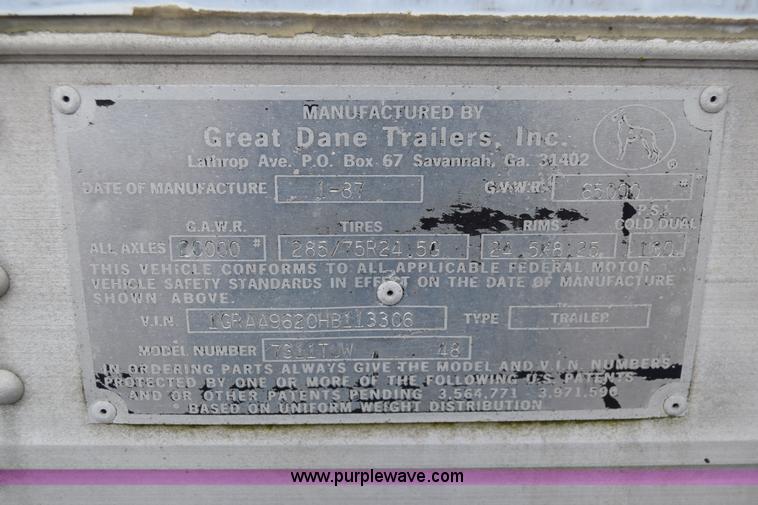 MANUFACTURED BY
Great Dane Trailers, Inc.
Lathrop Ave. P.O. Box 67 Savannah, Ga. 31402
®
DATE OF MANUFACTURE 1-87 G.V.W.R. 65000 #
G.A.W.R. TIRES RIMS P.S.I. COLD DUAL
ALL AXLES 20000 # 285/75R24.5G 24.5X8.25 100
THIS VEHICLE CONFORMS TO ALL APPLICABLE FEDERAL MOTOR
VEHICLE SAFETY STANDARDS IN EFFECT ON THE DATE OF MANUFACTURE
SHOWN ABOVE.
V.I.N. 1GRAA9620HB113306 TYPE TRAILER
MODEL NUMBER 7911TJW 48
IN ORDERING PARTS ALWAYS GIVE THE MODEL AND V.I.N. NUMBERS.
PROTECTED BY ONE OR MORE OF THE FOLLOWING U.S. PATENTS
AND OR OTHER PATENTS PENDING 3,564,771 3,971,596
BASED ON UNIFORM WEIGHT DISTRIBUTION.
www.purplewave.com